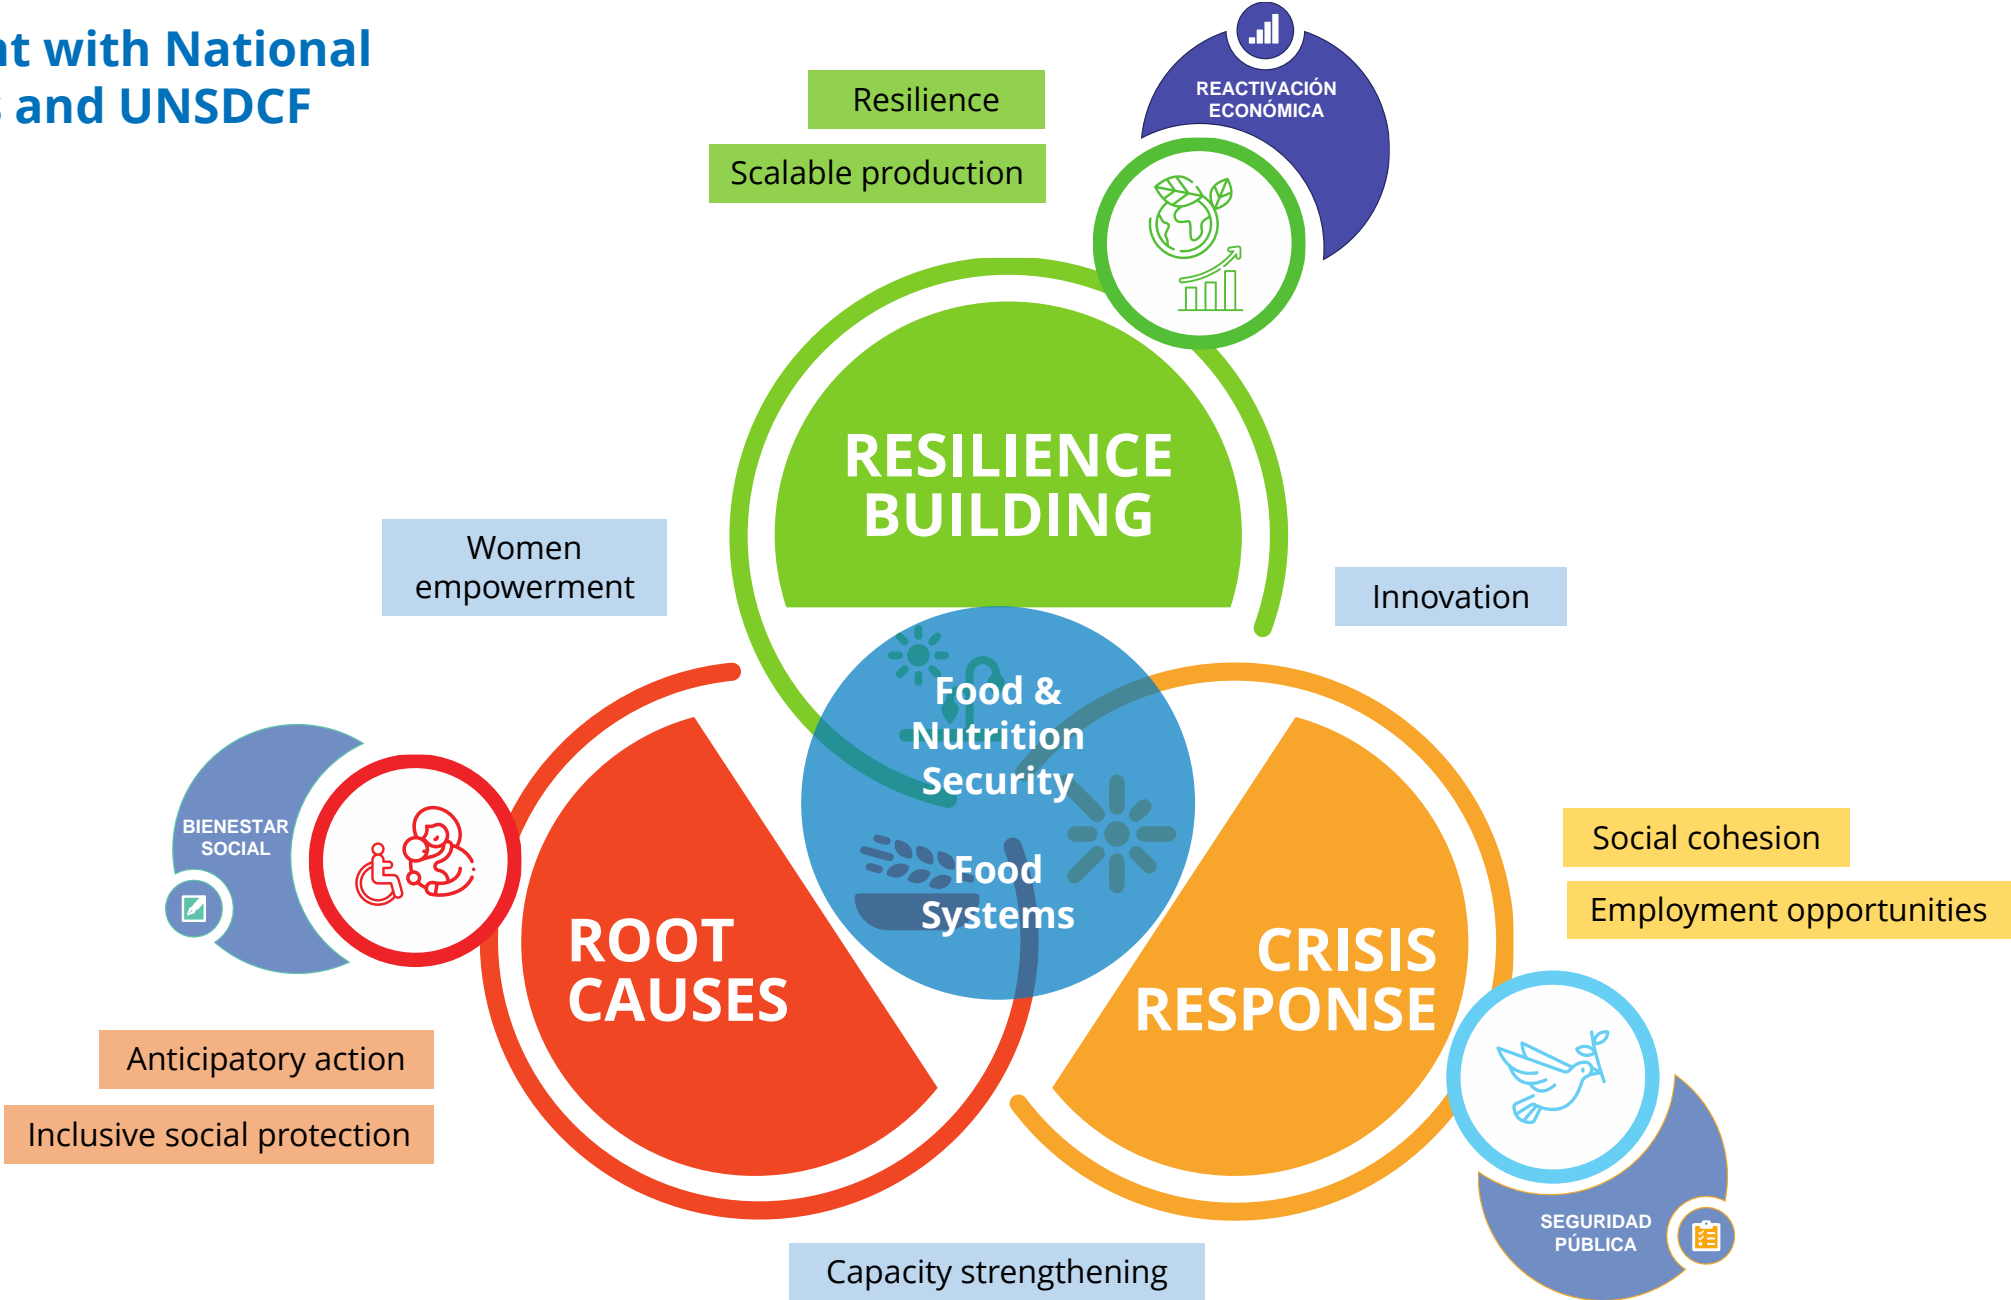 with National
and UNSDCF
REACTIVACIÓN
ECONÓMICA
Resilience
Scalable production
RESILIENCE
BUILDING
Women
empowerment
Innovation
Food &
Nutrition
Security
Food
Systems
BIENESTAR
SOCIAL
ROOT
CAUSES
CRISIS
RESPONSE
Social cohesion
Employment opportunities
Anticipatory action
Inclusive social protection
SEGURIDAD
PÚBLICA
Capacity strengthening